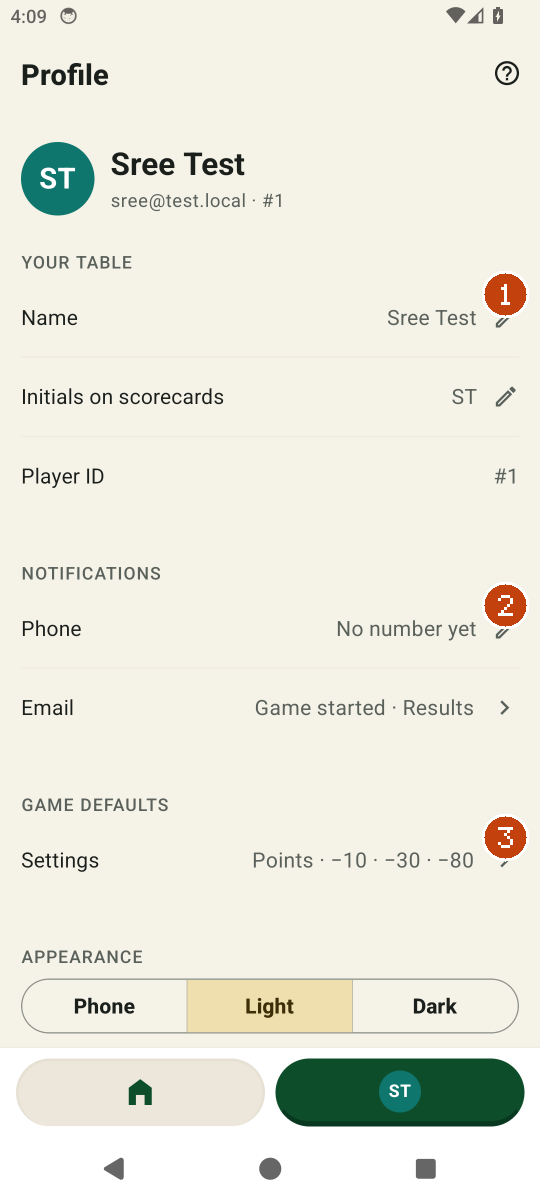 4:09
Profile
ST
Sree Test
sree@test.local · #1
YOUR TABLE
1
Name Sree Test
Initials on scorecards ST
Player ID #1
NOTIFICATIONS
2
Phone No number yet
Email Game started · Results
GAME DEFAULTS
3
Settings Points · −10 · −30 · −80
APPEARANCE
Phone Light Dark
ST